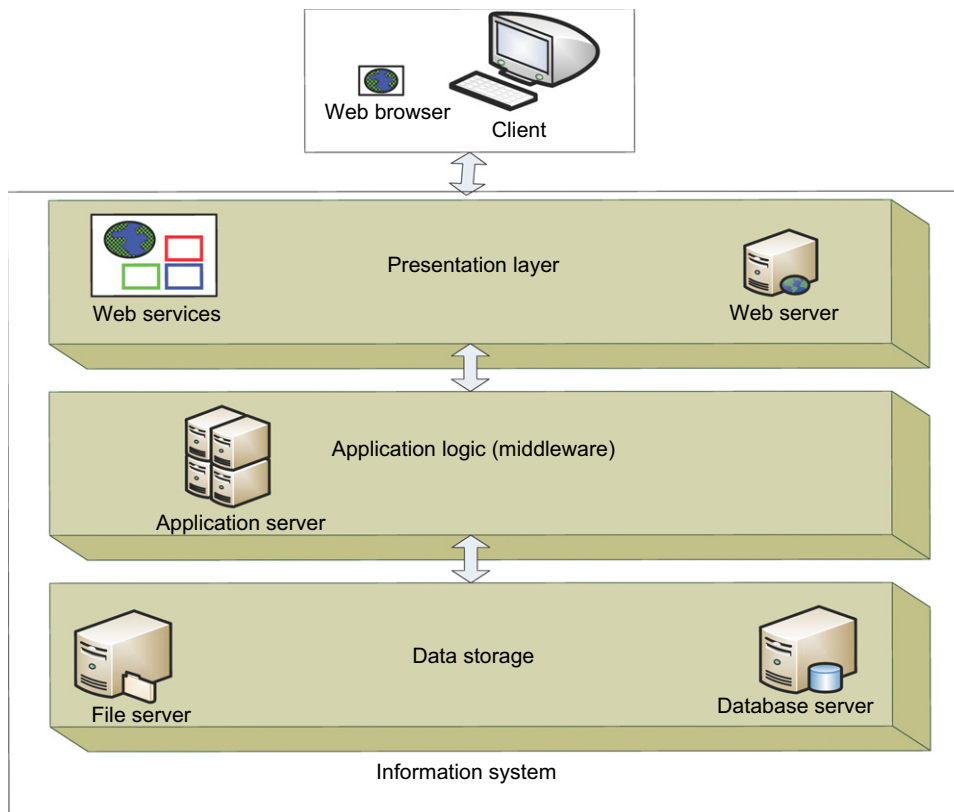 Web browser
Client
Presentation layer
Web services
Web server
Application logic (middleware)
Application server
Data storage
File server
Database server
Information system